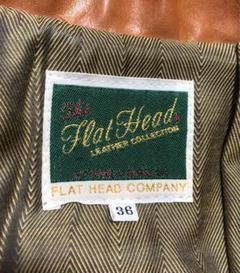 The
Flat Head
LEATHER COLLECTION
FLAT HEAD COMPANY
36